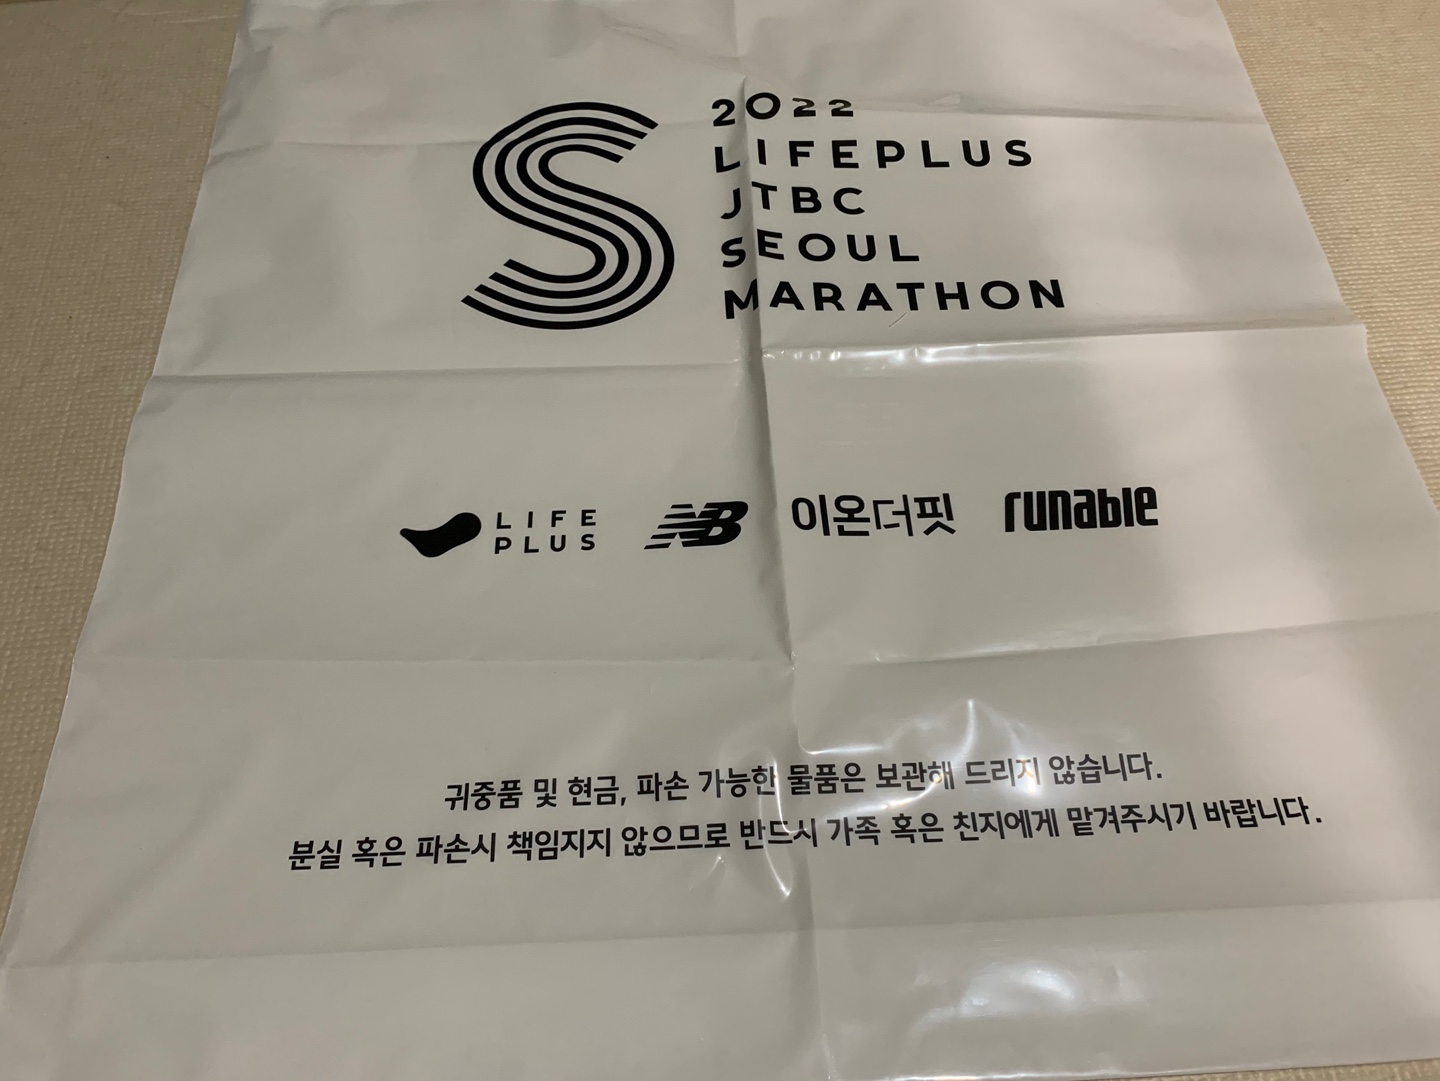 2022
LIFEPLUS
JTBC
SEOUL
MARATHON
LIFE
PLUS
NB
이온더핏
runable
귀중품 및 현금, 파손 가능한 물품은 보관해 드리지 않습니다.
분실 혹은 파손시 책임지지 않으므로 반드시 가족 혹은 친지에게 맡겨주시기 바랍니다.